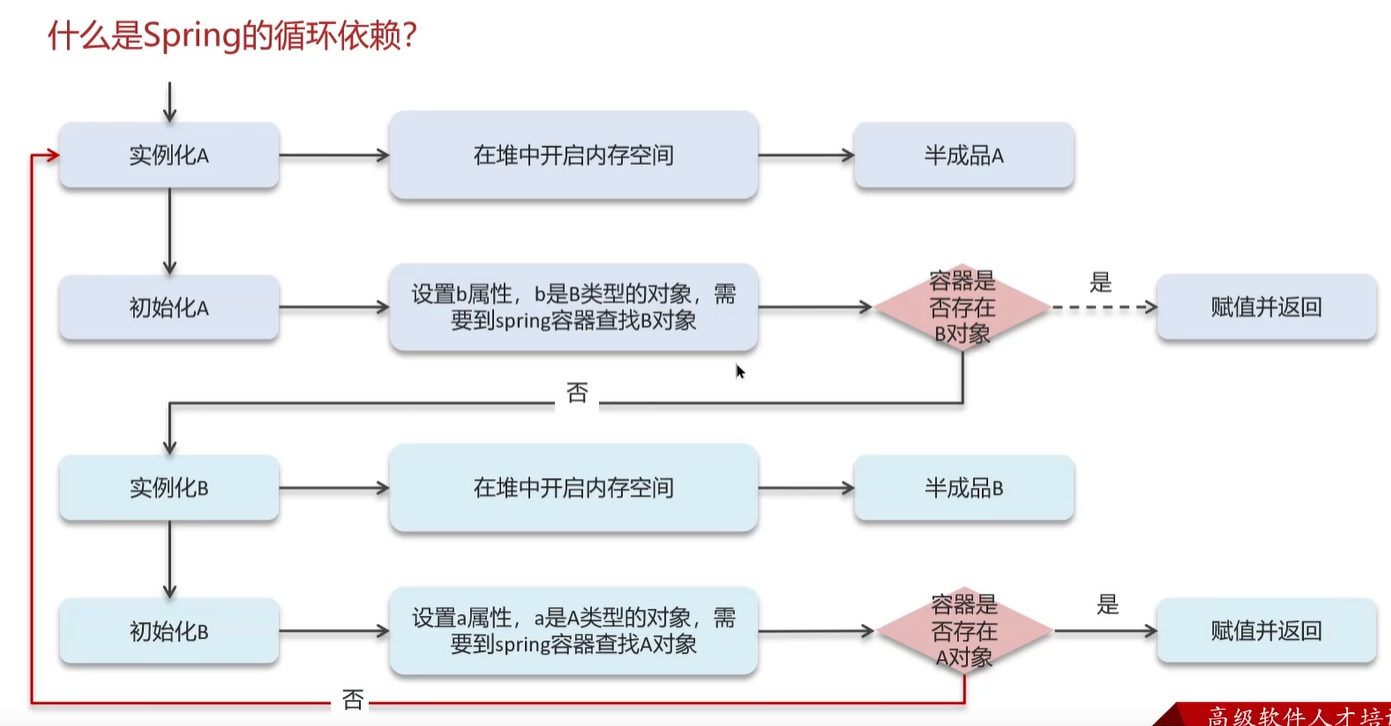 什么是Spring的循环依赖?
实例化A
在堆中开启内存空间
半成品A
初始化A
设置b属性，b是B类型的对象，需
要到spring容器查找B对象
容器是
否存在
B对象
是
赋值并返回
否
实例化B
在堆中开启内存空间
半成品B
初始化B
设置a属性，a是A类型的对象，需
要到spring容器查找A对象
容器是
否存在
A对象
是
赋值并返回
否
高级软件人才培